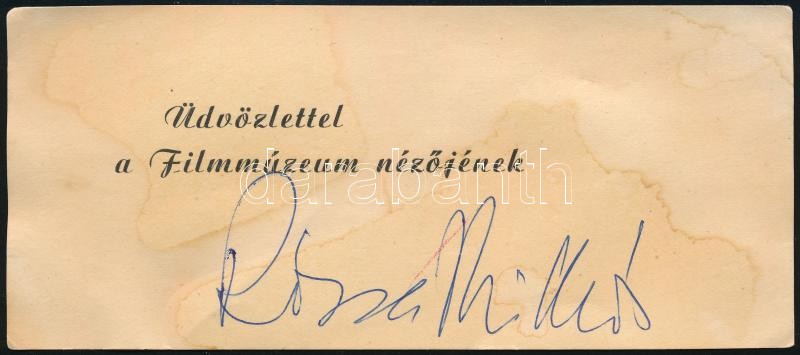 Üdvözlettel
a Filmmúzeum nézőjének
darabanth
Rózsa Miklós